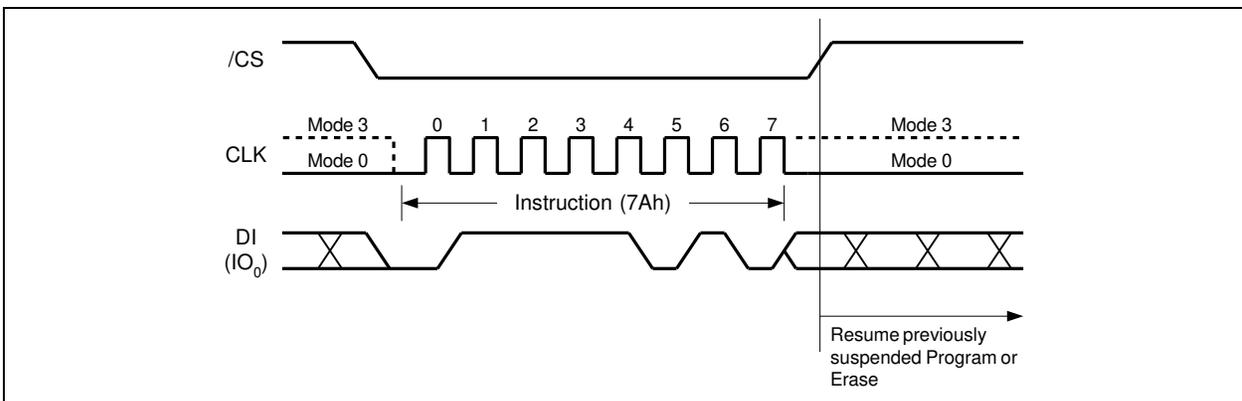 /CS
Mode 3
0 1 2 3 4 5 6 7
Mode 3
CLK
Mode 0
Mode 0
Instruction (7Ah)
DI
(IO0)
Resume previously
suspended Program or
Erase